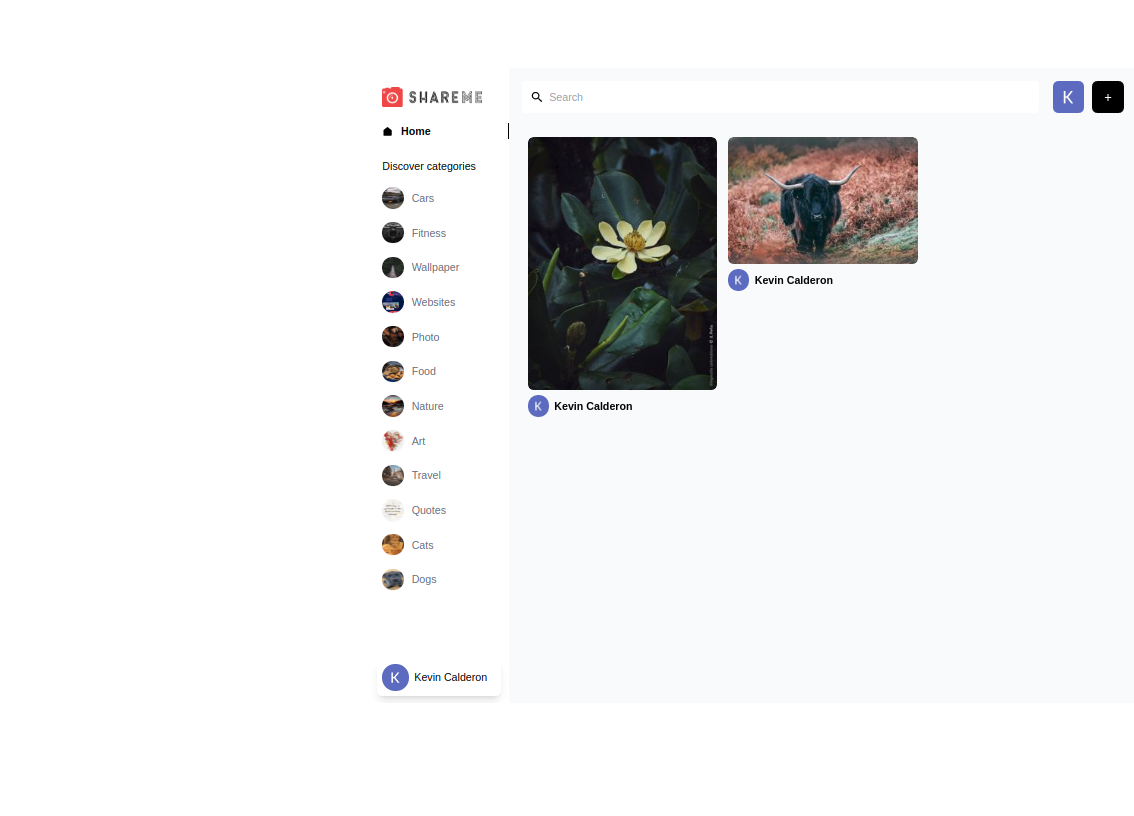 SHAREME
Search
K
+
Home
Discover categories
Cars
Fitness
Wallpaper
Websites
Photo
Food
Nature
Art
Travel
Quotes
Cats
Dogs
K Kevin Calderon
K Kevin Calderon
K Kevin Calderon